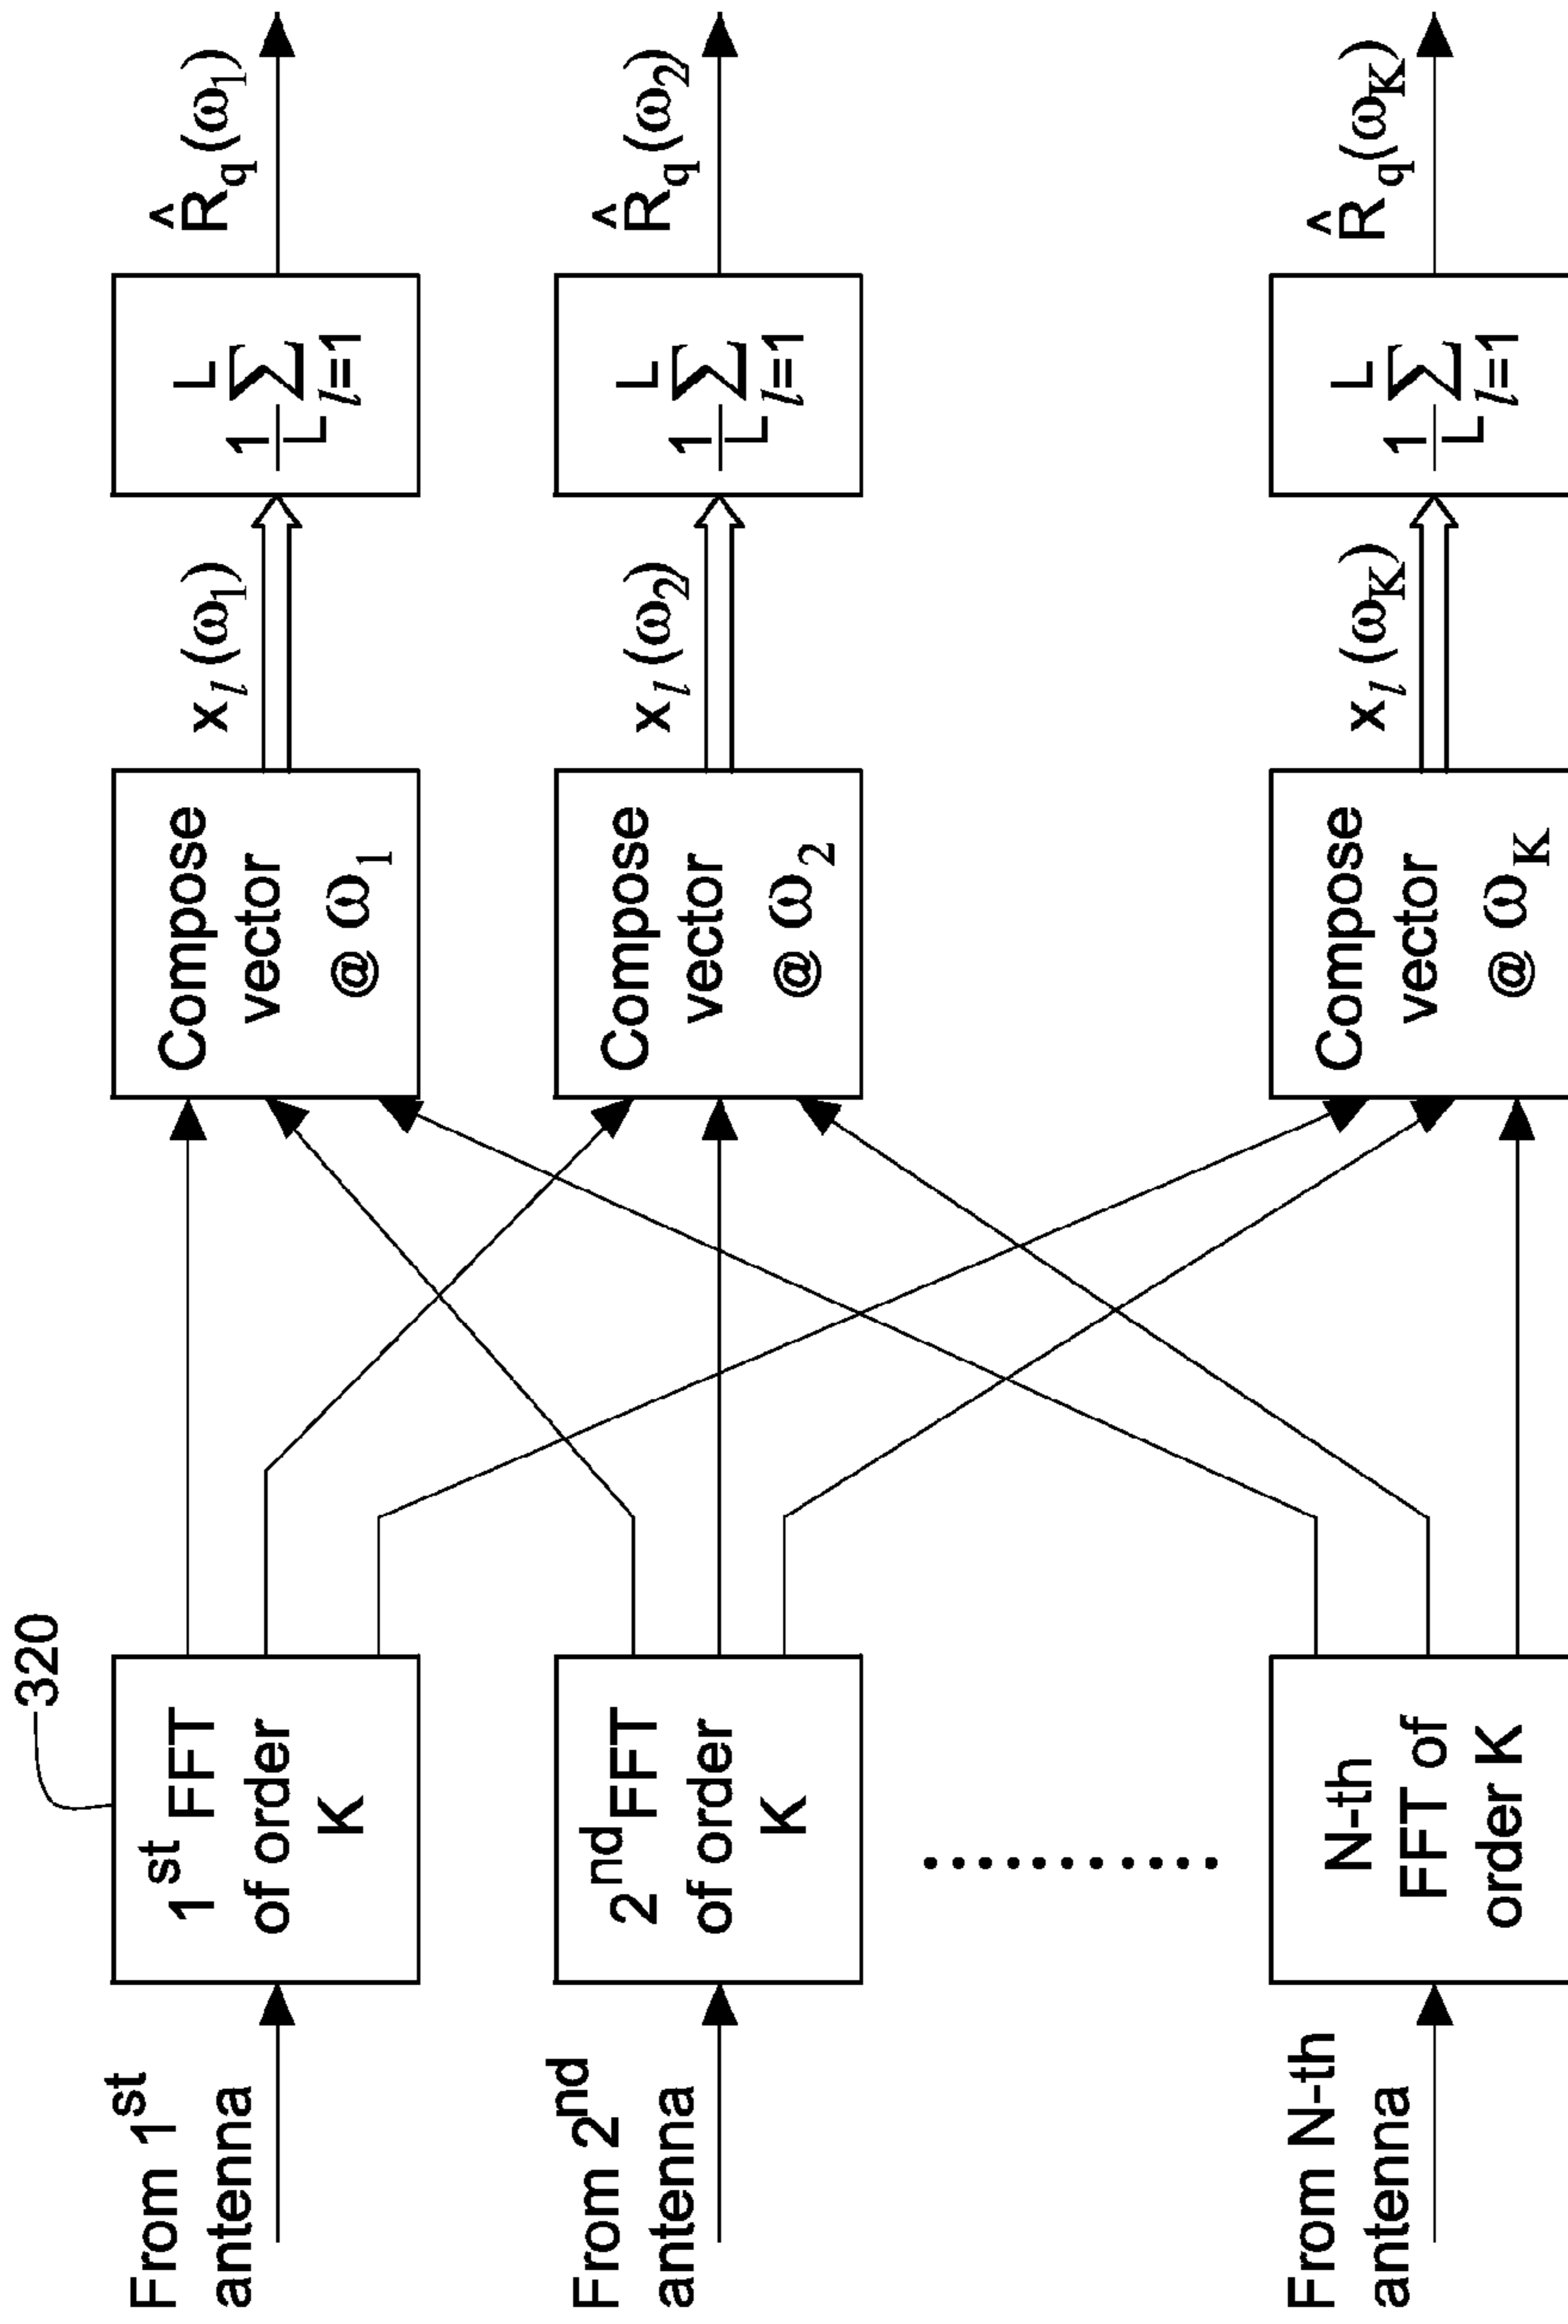 320
From 1st
antenna
1st FFT
of order
K
Compose
vector
@ ω1
xl(ω1)
1/L ∑ L l=1
R̂q(ω1)
From 2nd
antenna
2nd FFT
of order
K
Compose
vector
@ ω2
xl(ω2)
1/L ∑ L l=1
R̂q(ω2)
...........
From N-th
antenna
N-th
FFT of
order K
Compose
vector
@ ωK
xl(ωK)
1/L ∑ L l=1
R̂q(ωK)